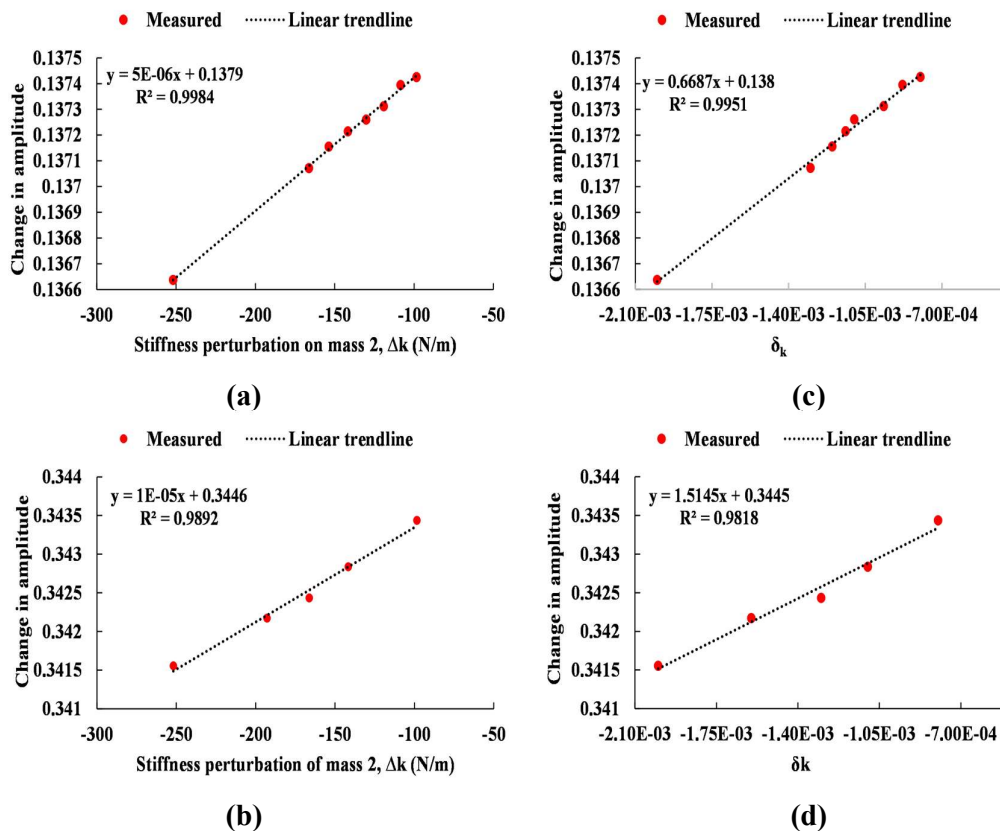 Measured Linear trendline
y = 5E-06x + 0.1379
R² = 0.9984
Change in amplitude
0.1375
0.1374
0.1373
0.1372
0.1371
0.137
0.1369
0.1368
0.1367
0.1366
-300 -250 -200 -150 -100 -50
Stiffness perturbation on mass 2, Δk (N/m)
(a)
Measured Linear trendline
y = 0.6687x + 0.138
R² = 0.9951
Change in amplitude
0.1375
0.1374
0.1373
0.1372
0.1371
0.137
0.1369
0.1368
0.1367
0.1366
-2.10E-03 -1.75E-03 -1.40E-03 -1.05E-03 -7.00E-04
δₖ
(c)
Measured Linear trendline
y = 1E-05x + 0.3446
R² = 0.9892
Change in amplitude
0.344
0.3435
0.343
0.3425
0.342
0.3415
0.341
-300 -250 -200 -150 -100 -50
Stiffness perturbation of mass 2, Δk (N/m)
(b)
Measured Linear trendline
y = 1.5145x + 0.3445
R² = 0.9818
Change in amplitude
0.344
0.3435
0.343
0.3425
0.342
0.3415
0.341
-2.10E-03 -1.75E-03 -1.40E-03 -1.05E-03 -7.00E-04
δk
(d)